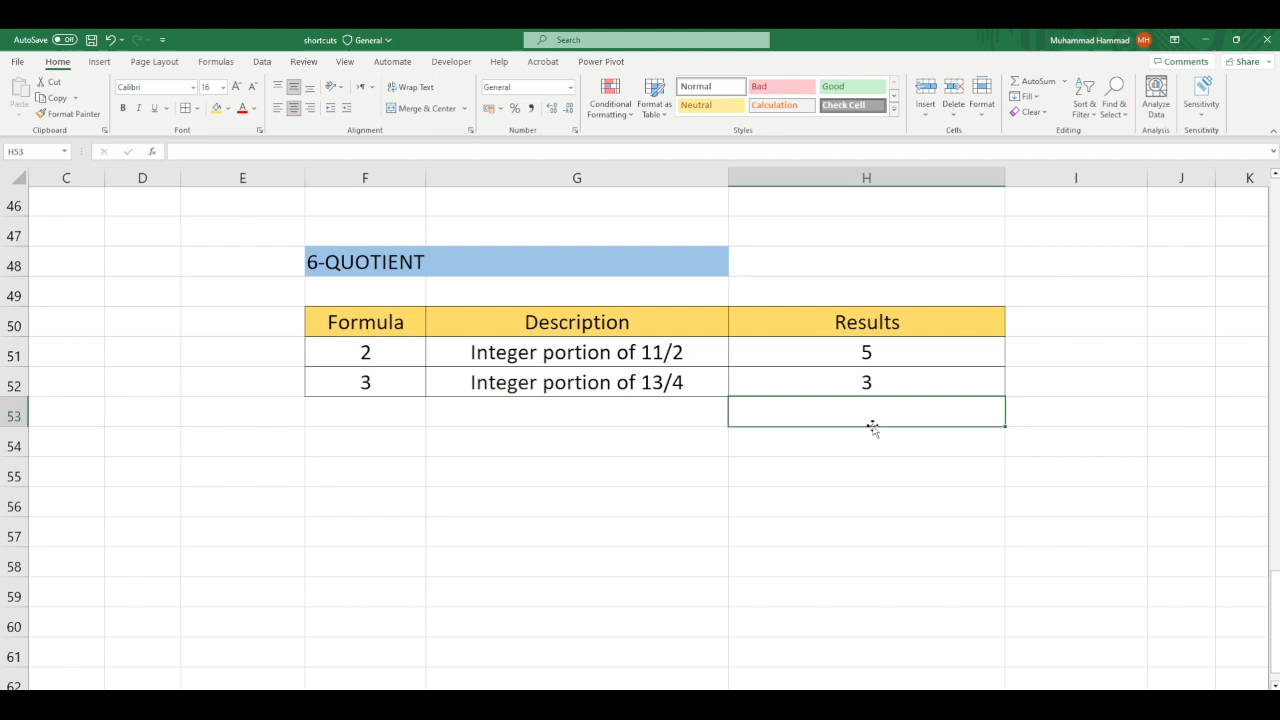 AutoSave Off shortcuts General Search Muhammad Hammad MH
File Home Insert Page Layout Formulas Data Review View Automate Developer Help Acrobat Power Pivot Comments Share
Paste Cut Copy Format Painter Calibri 16 B I U A Wrap Text Merge & Center General % Conditional Formatting Format as Table Normal Bad Good Neutral Calculation Check Cell Insert Delete Format AutoSum Fill Clear Sort & Filter Find & Select Analyze Data Sensitivity
Clipboard Font Alignment Number Styles Cells Editing Analysis Sensitivity
H53 fx
C D E F G H I J K
46
47
48 6-QUOTIENT
49
50 Formula Description Results
51 2 Integer portion of 11/2 5
52 3 Integer portion of 13/4 3
53
54
55
56
57
58
59
60
61
62